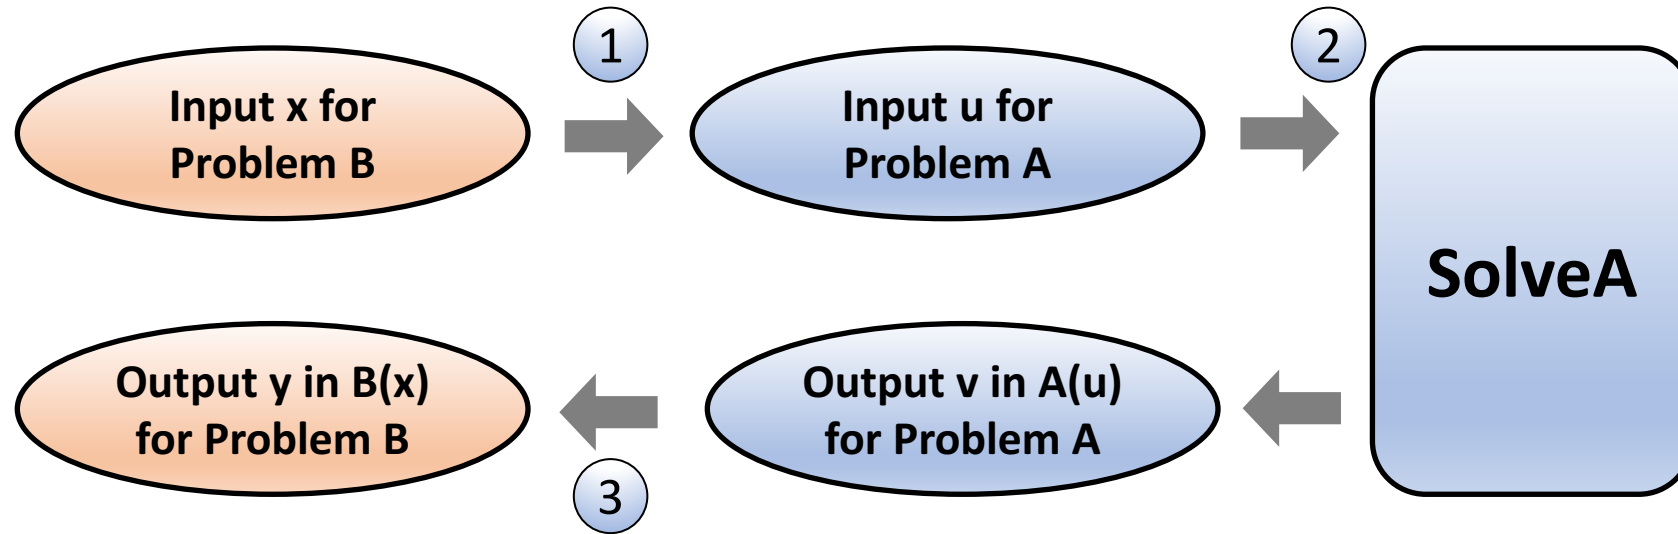 1
2
Input x for
Problem B
Input u for
Problem A
SolveA
Output y in B(x)
for Problem B
Output v in A(u)
for Problem A
3